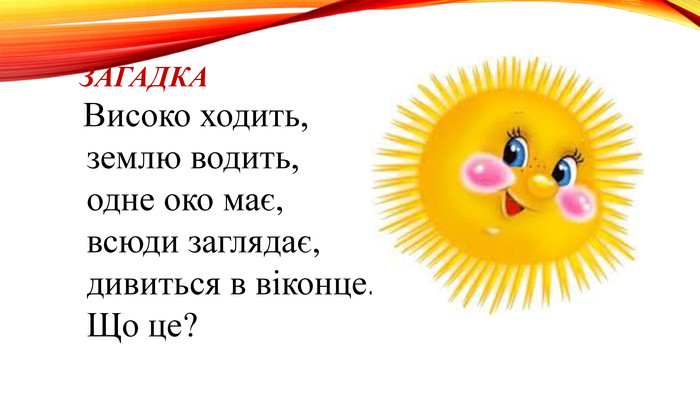 ЗАГАДКА
Високо ходить,
землю водить,
одне око має,
всюди заглядає,
дивиться в віконце.
Що це?